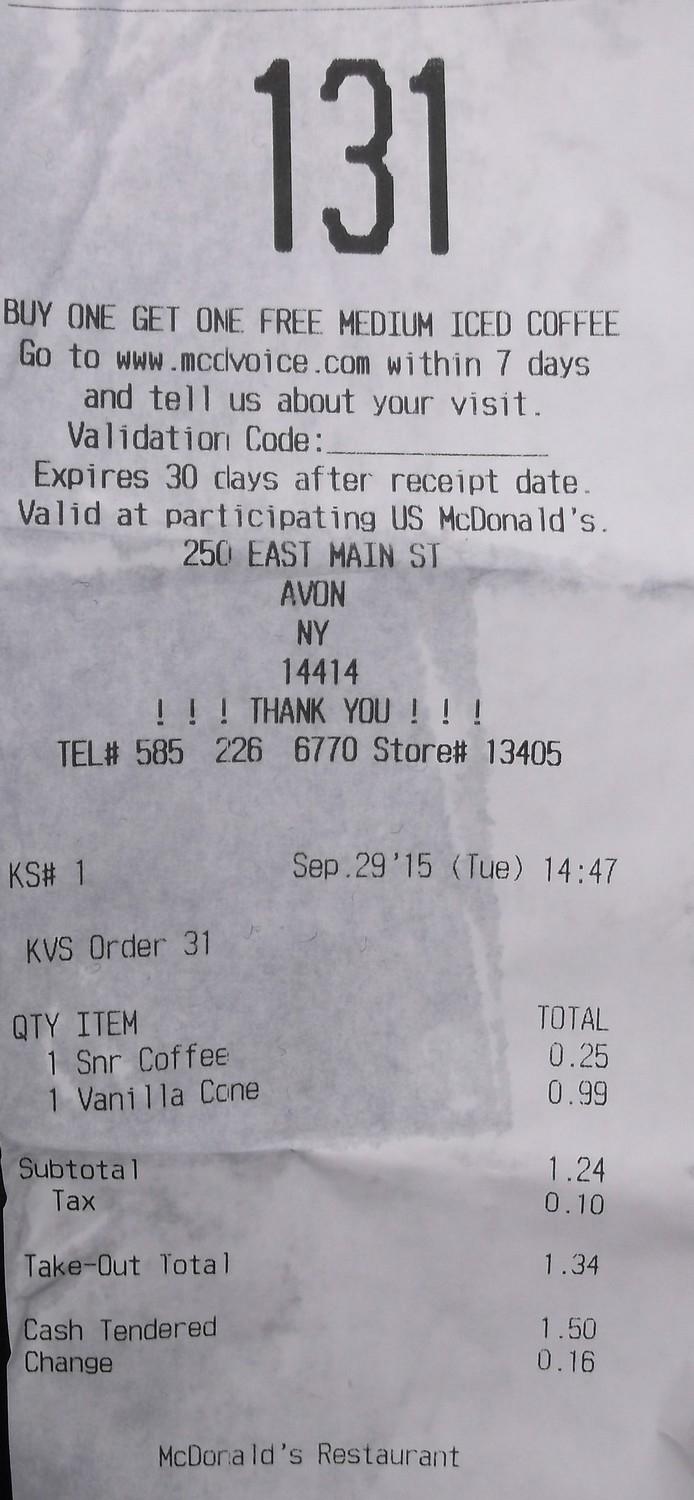 131
BUY ONE GET ONE FREE MEDIUM ICED COFFEE
Go to www.mcdvoice.com within 7 days
and tell us about your visit.
Validation Code:______________
Expires 30 days after receipt date.
Valid at participating US McDonald's.
250 EAST MAIN ST
AVON
NY
14414
! ! ! THANK YOU ! ! !
TEL# 585 226 6770 Store# 13405
KS# 1 Sep.29'15 (Tue) 14:47
KVS Order 31
QTY ITEM TOTAL
1 Snr Coffee 0.25
1 Vanilla Cone 0.99
Subtotal 1.24
Tax 0.10
Take-Out Total 1.34
Cash Tendered 1.50
Change 0.16
McDonald's Restaurant